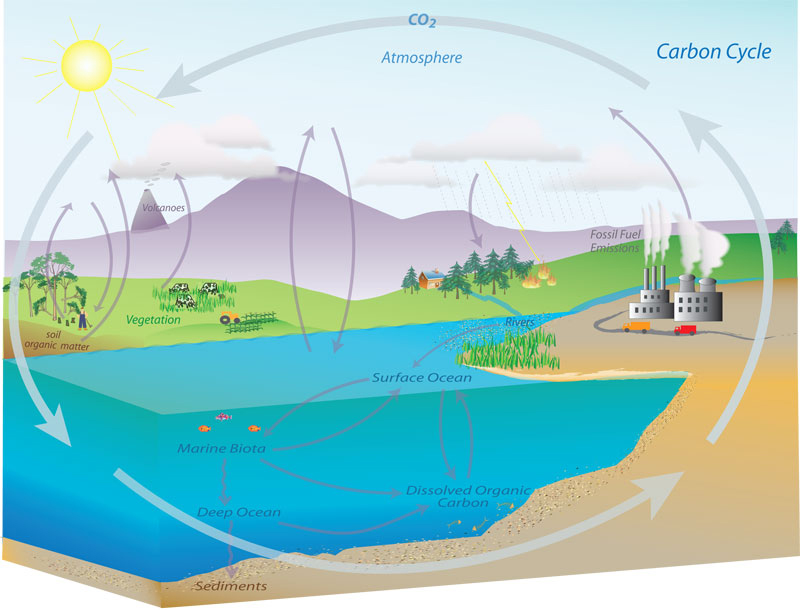 CO2
Carbon Cycle
Atmosphere
Volcanoes
Fossil Fuel
Emissions
Vegetation
Rivers
soil
organic matter
Surface Ocean
Marine Biota
Dissolved Organic
Carbon
Deep Ocean
Sediments